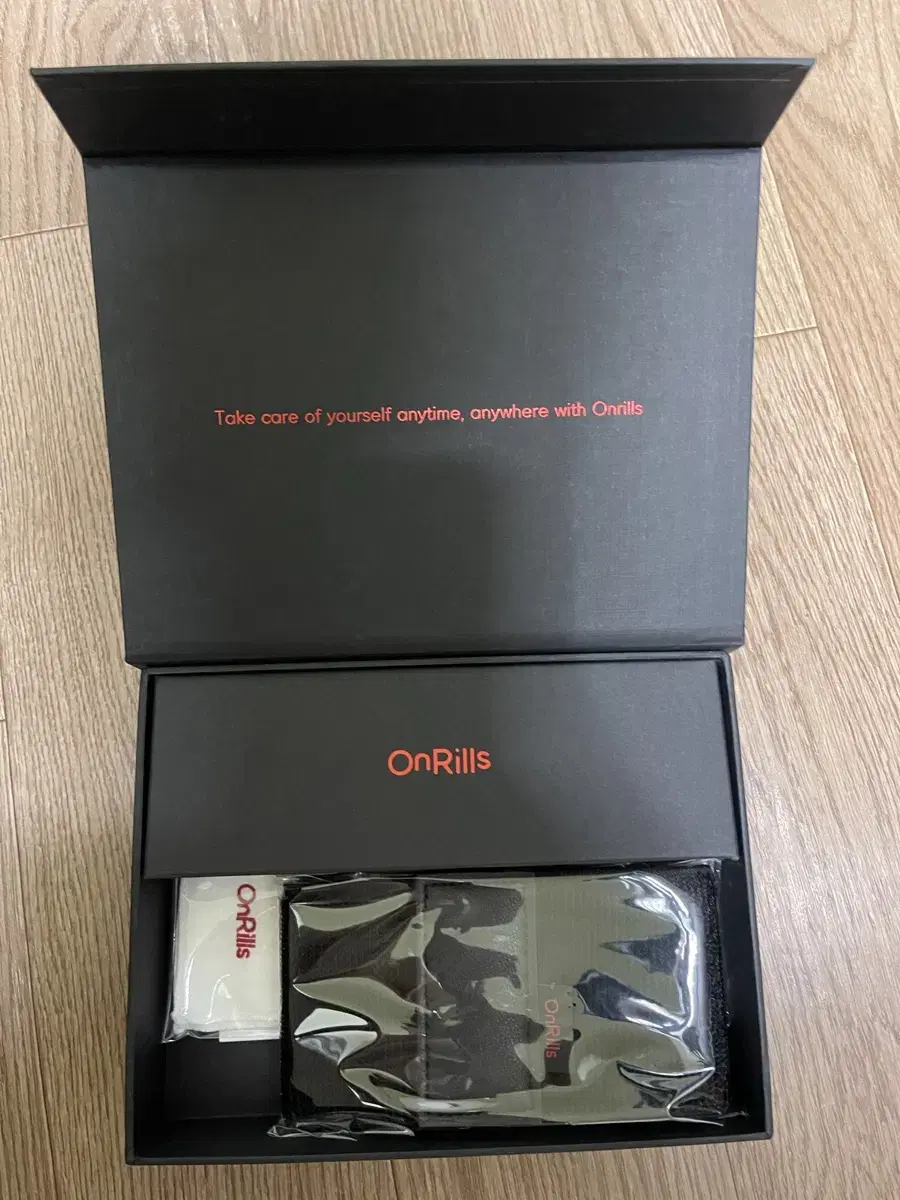 Take care of yourself anytime, anywhere with Onrills
OnRills
OnRills
OnRills